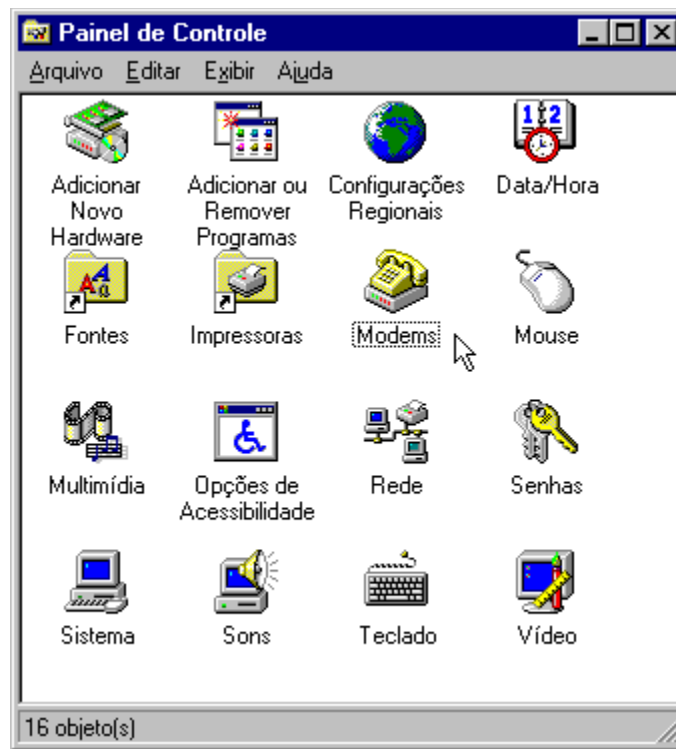 Painel de Controle
Arquivo Editar Exibir Ajuda
12
Adicionar Novo Hardware
Adicionar ou Remover Programas
Configurações Regionais
Data/Hora
Fontes
Impressoras
Modems
Mouse
Multimídia
Opções de Acessibilidade
Rede
Senhas
Sistema
Sons
Teclado
Vídeo
16 objeto(s)